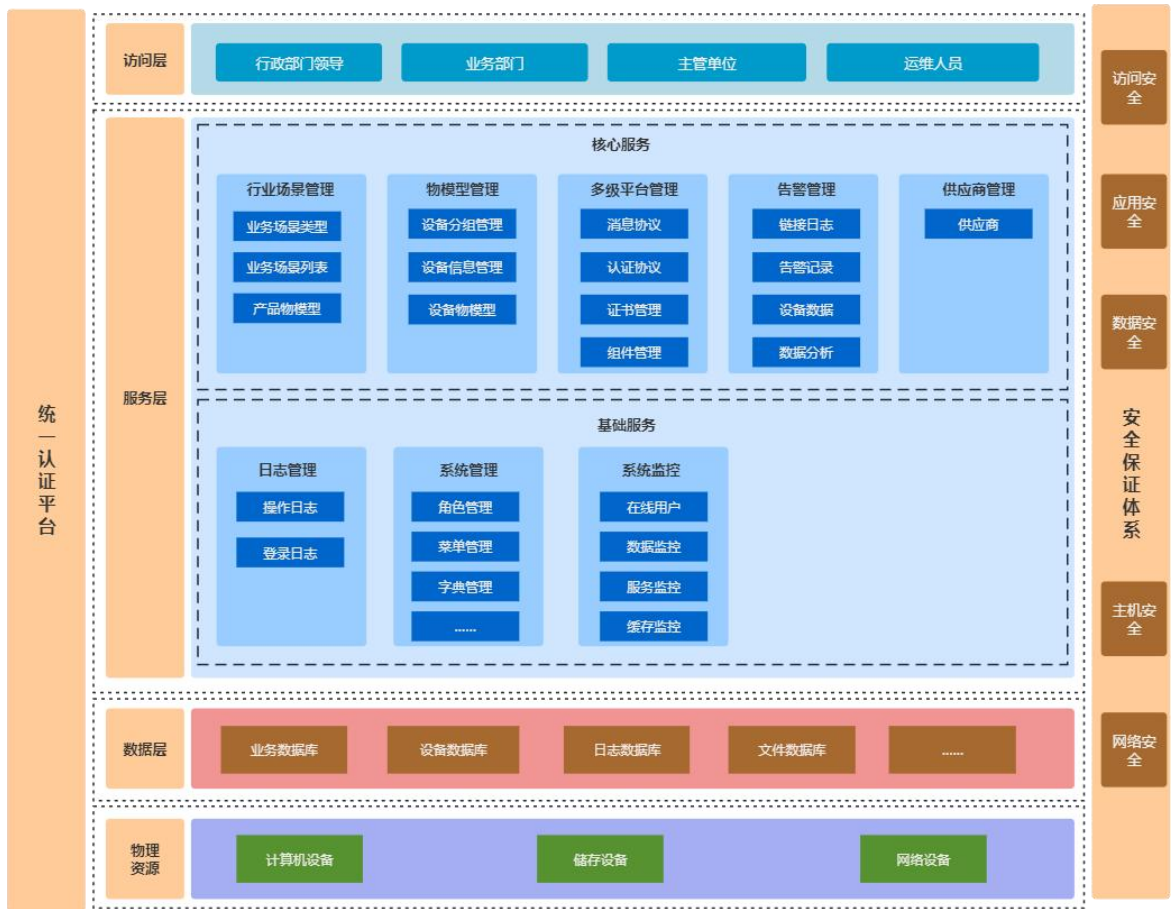 统一认证平台
访问层
行政部门领导
业务部门
主管单位
运维人员
服务层
核心服务
行业场景管理
业务场景类型
业务场景列表
产品物模型
物模型管理
设备分组管理
设备信息管理
设备物模型
多级平台管理
消息协议
认证协议
证书管理
组件管理
告警管理
链接日志
告警记录
设备数据
数据分析
供应商管理
供应商
基础服务
日志管理
操作日志
登录日志
系统管理
角色管理
菜单管理
字典管理
......
系统监控
在线用户
数据监控
服务监控
缓存监控
数据层
业务数据库
设备数据库
日志数据库
文件数据库
......
物理
资源
计算机设备
储存设备
网络设备
访问安
全
应用安
全
数据安
全
安全保证体系
主机安
全
网络安
全